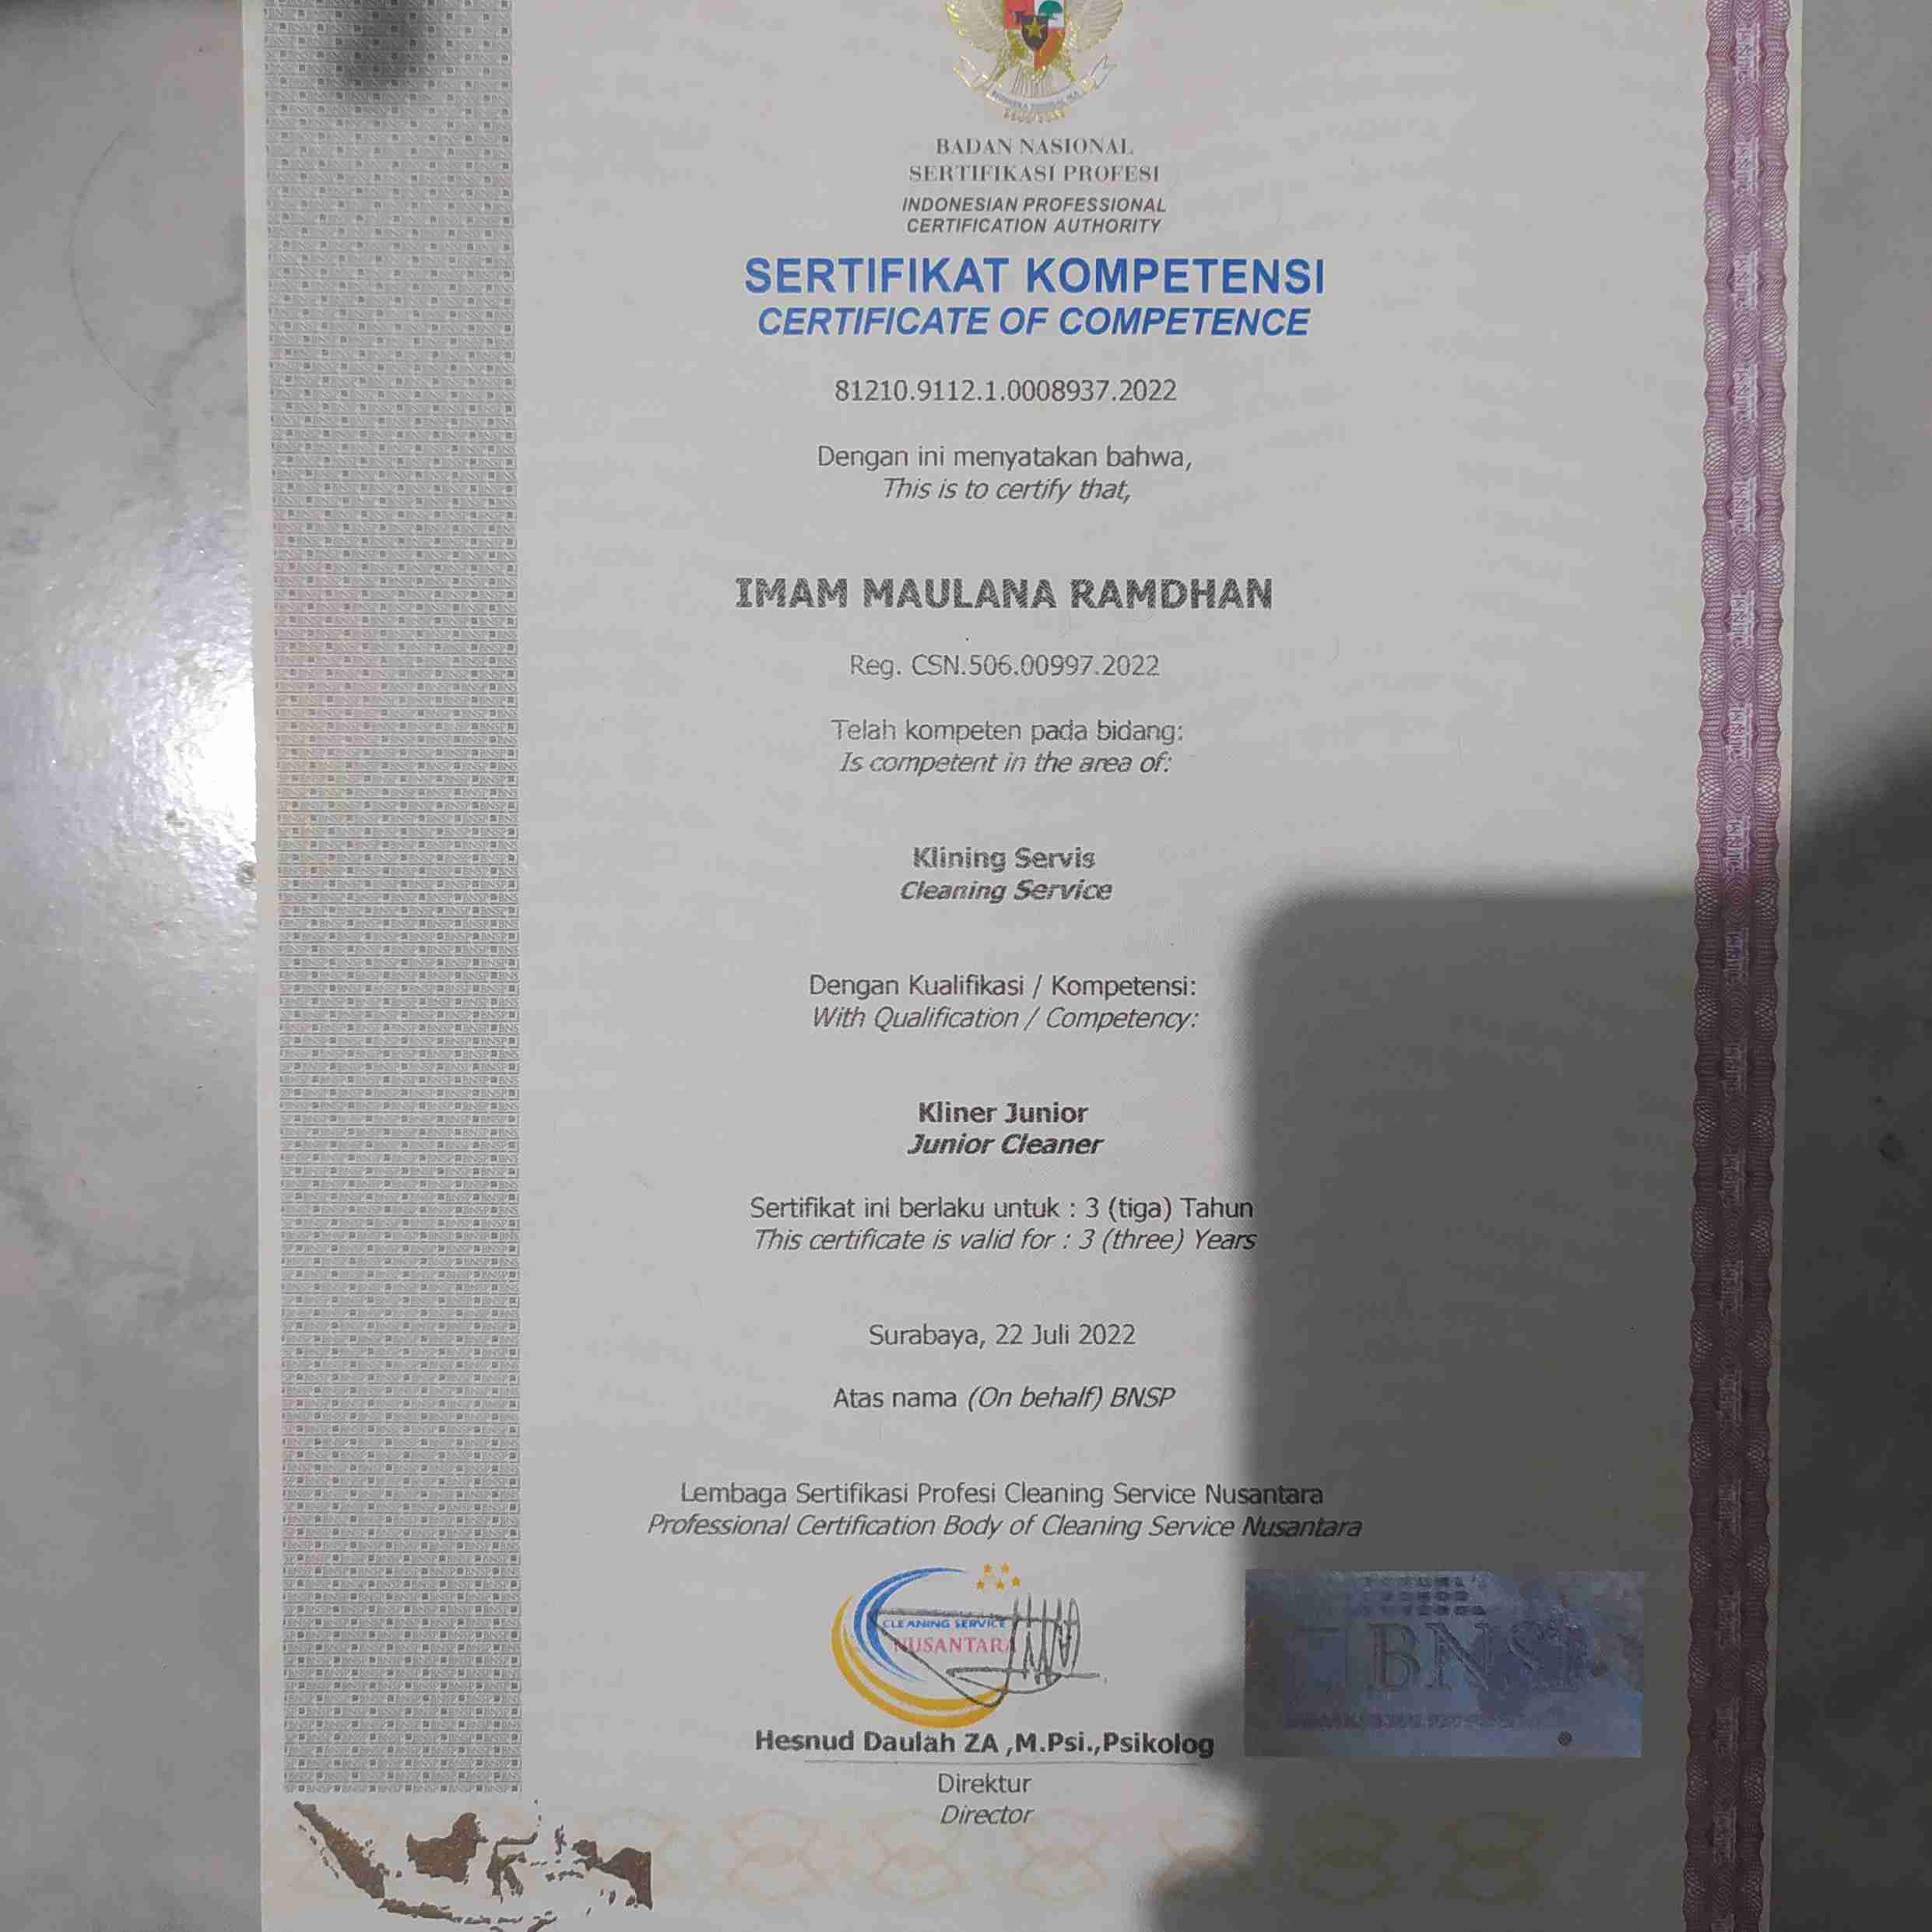 BADAN NASIONAL
SERTIFIKASI PROFESI
INDONESIAN PROFESSIONAL
CERTIFICATION AUTHORITY
SERTIFIKAT KOMPETENSI
CERTIFICATE OF COMPETENCE
81210.9112.1.0008937.2022
Dengan ini menyatakan bahwa,
This is to certify that,
IMAM MAULANA RAMDHAN
Reg. CSN.506.00997.2022
Telah kompeten pada bidang:
Is competent in the area of:
Klining Servis
Cleaning Service
Dengan Kualifikasi / Kompetensi:
With Qualification / Competency:
Kliner Junior
Junior Cleaner
Sertifikat ini berlaku untuk : 3 (tiga) Tahun
This certificate is valid for : 3 (three) Years
Surabaya, 22 Juli 2022
Atas nama (On behalf) BNSP
Lembaga Sertifikasi Profesi Cleaning Service Nusantara
Professional Certification Body of Cleaning Service Nusantara
CLEANING SERVICE
NUSANTARA
BNSP
Hesnud Daulah ZA ,M.Psi.,Psikolog
Direktur
Director